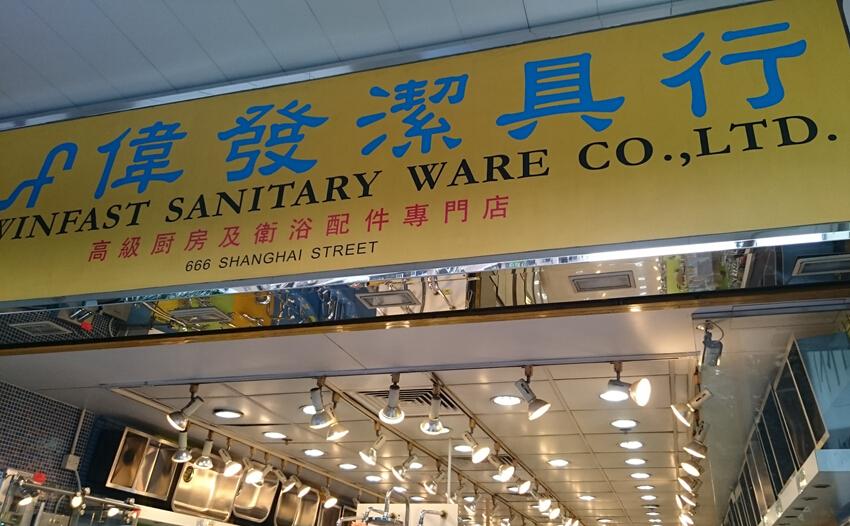 偉發潔具行
WINFAST SANITARY WARE CO.,LTD.
高級厨房及衛浴配件專門店
666 SHANGHAI STREET